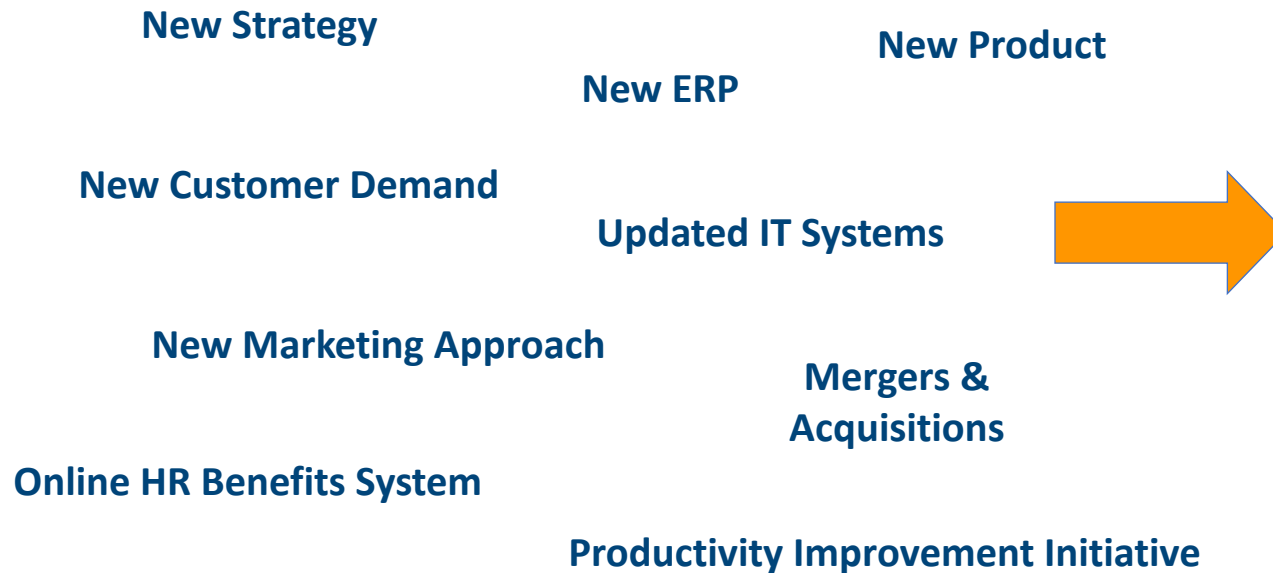 New Strategy
New Product
New ERP
New Customer Demand
Updated IT Systems
New Marketing Approach
Mergers &
Acquisitions
Online HR Benefits System
Productivity Improvement Initiative